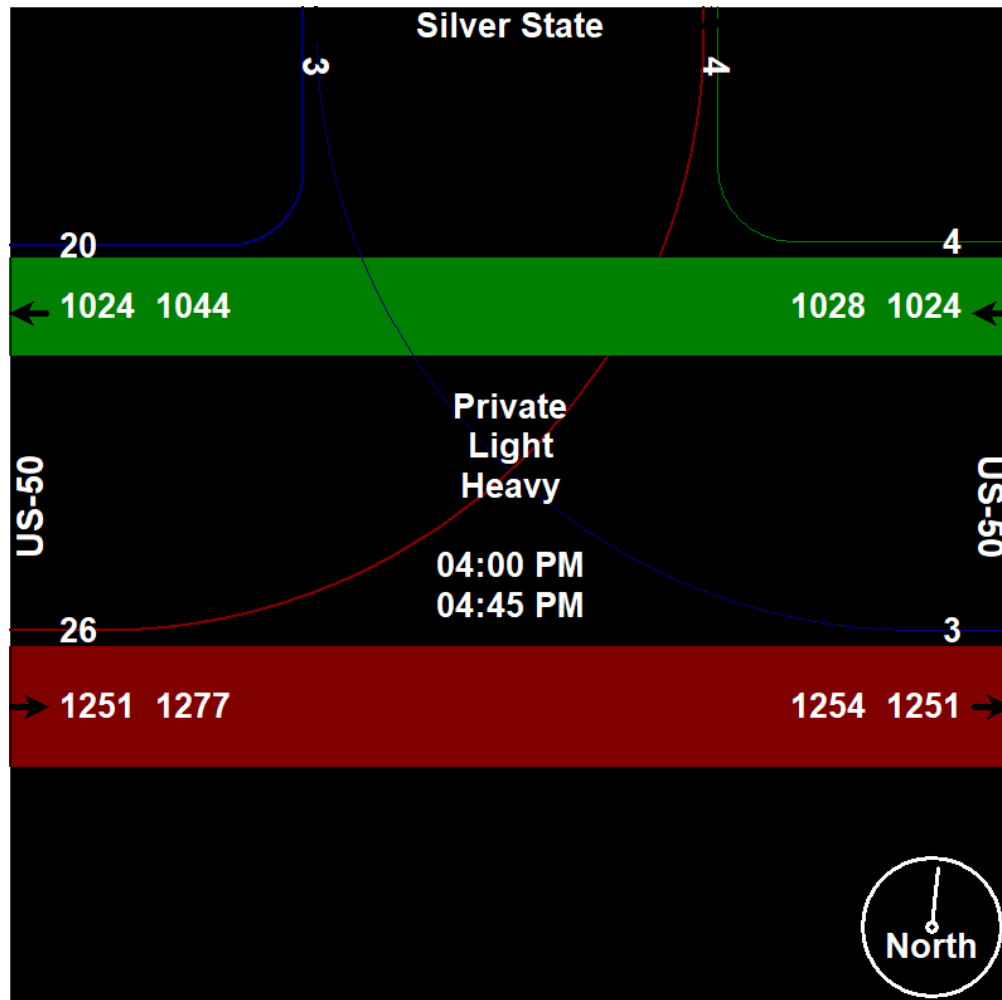 Silver State
3
4
20
4
1024 1044
1028 1024
Private
Light
Heavy
US-50
US-50
04:00 PM
04:45 PM
26
3
1251 1277
1254 1251
North